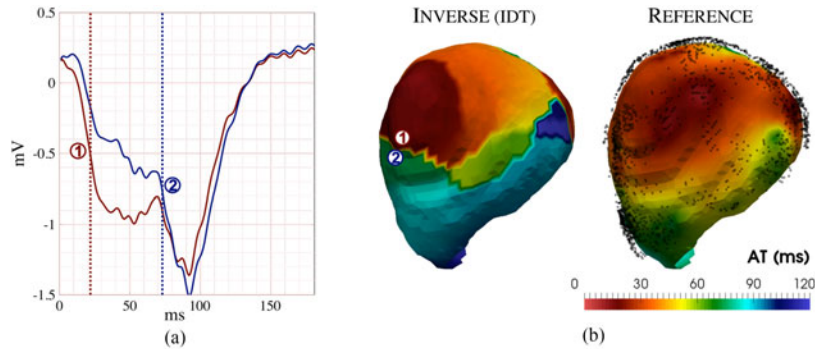 INVERSE (IDT)
REFERENCE
0.5
0
mV
-0.5
-1
-1.5
1
2
0 50 100 150
ms
(a)
1
2
AT (ms)
0 30 60 90 120
(b)